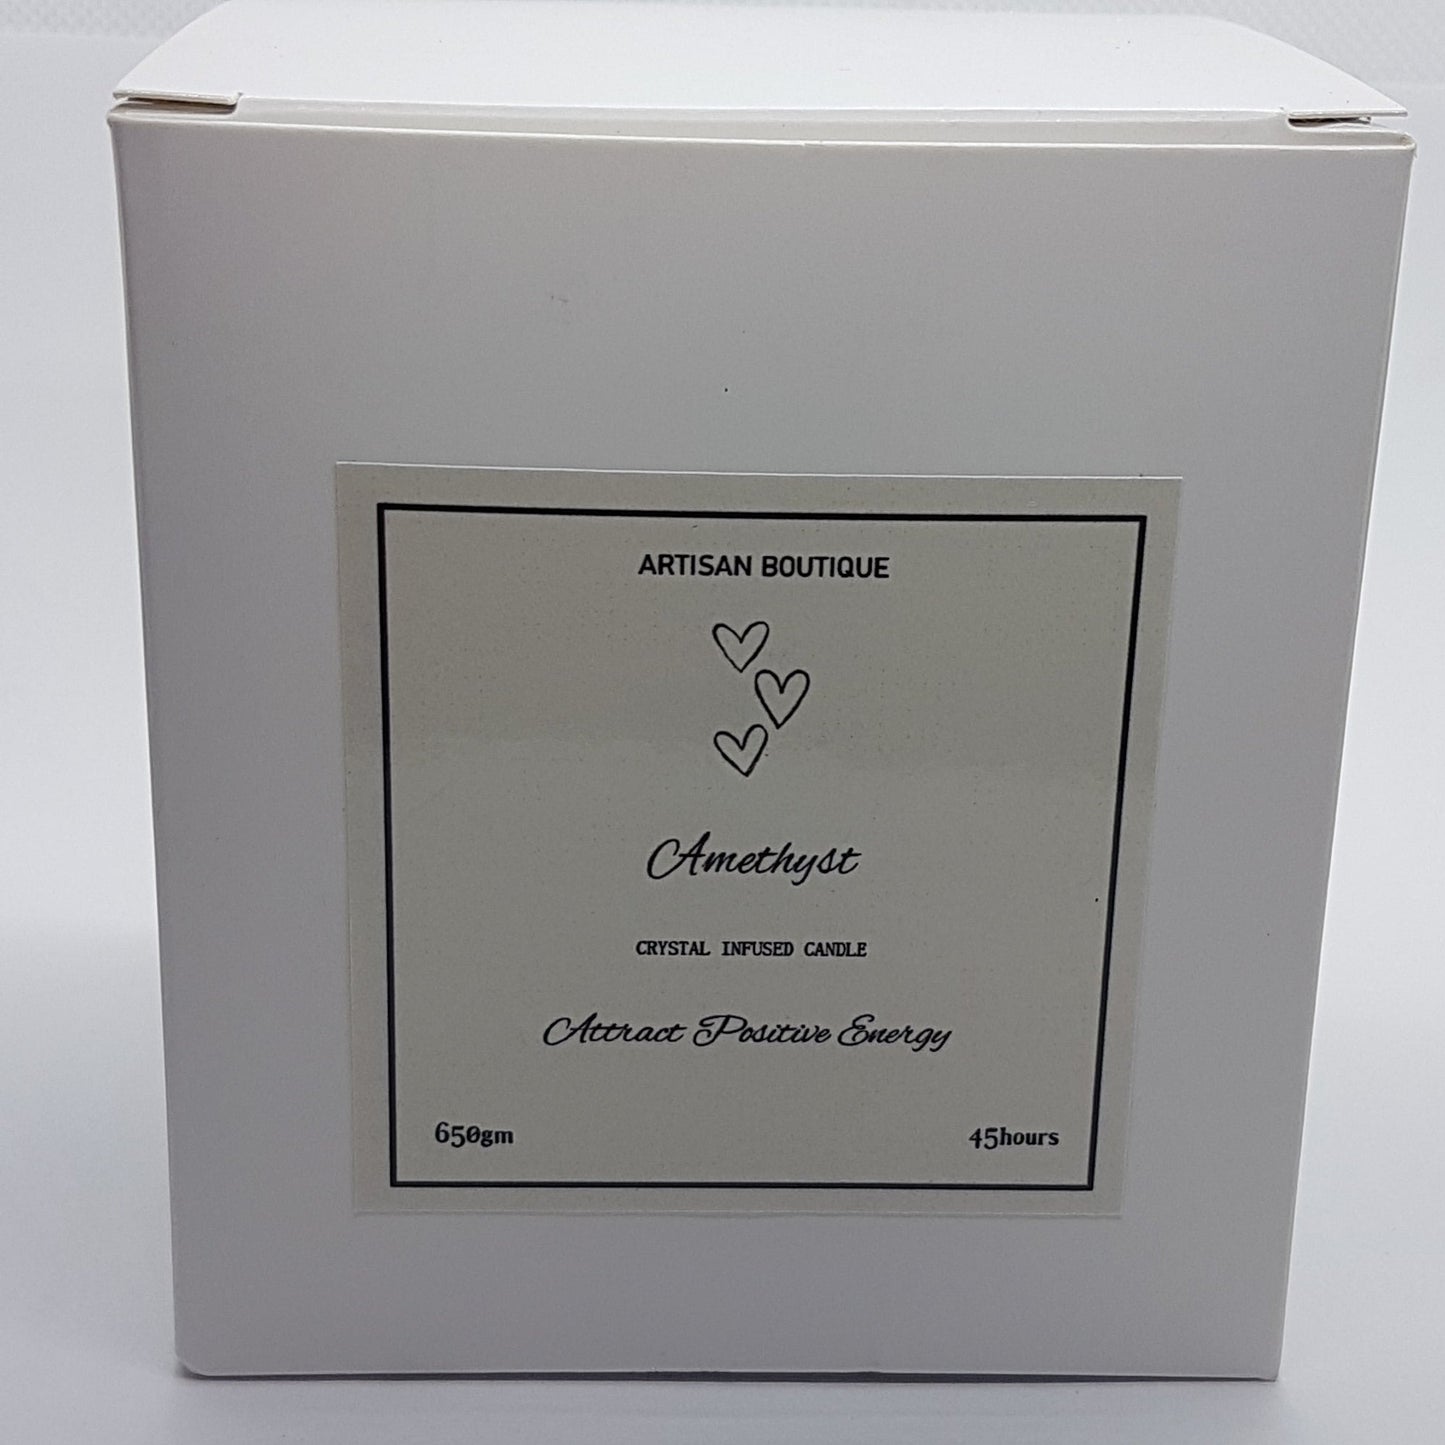 ARTISAN BOUTIQUE
Amethyst
CRYSTAL INFUSED CANDLE
Attract Positive Energy
650gm
45hours